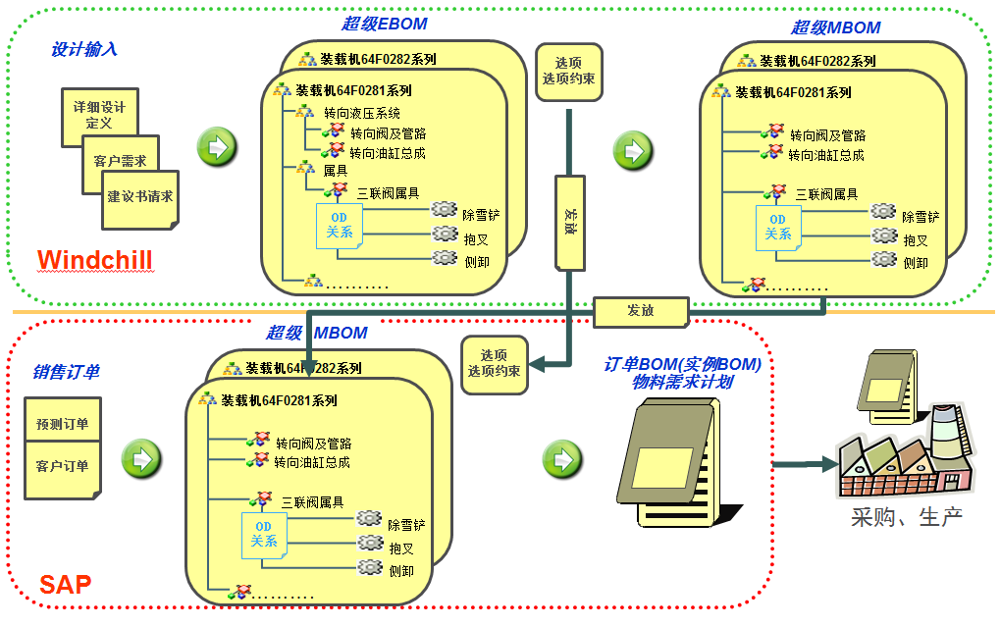 超级EBOM
超级MBOM
设计输入
详细设计
定义
客户需求
建议书请求
装载机64F0282系列
装载机64F0281系列
转向液压系统
转向阀及管路
转向油缸总成
属具
三联阀属具
OD
关系
除雪铲
抱叉
侧卸
...........
选项
选项约束
发放
装载机64F0282系列
装载机64F0281系列
转向阀及管路
转向油缸总成
三联阀属具
OD
关系
除雪铲
抱叉
侧卸
...........
Windchill
发放
超级 MBOM
销售订单
预测订单
客户订单
装载机64F0282系列
装载机64F0281系列
转向阀及管路
转向油缸总成
三联阀属具
OD
关系
除雪铲
抱叉
侧卸
...........
选项
选项约束
订单BOM(实例BOM)
物料需求计划
采购、生产
SAP